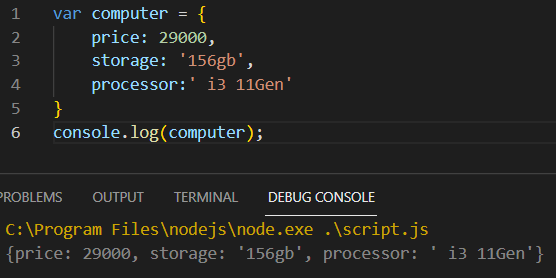 1 var computer = {
2 price: 29000,
3 storage: '156gb',
4 processor:' i3 11Gen'
5 }
6 console.log(computer);
PROBLEMS OUTPUT TERMINAL DEBUG CONSOLE
C:\Program Files\nodejs\node.exe .\script.js
{price: 29000, storage: '156gb', processor: ' i3 11Gen'}